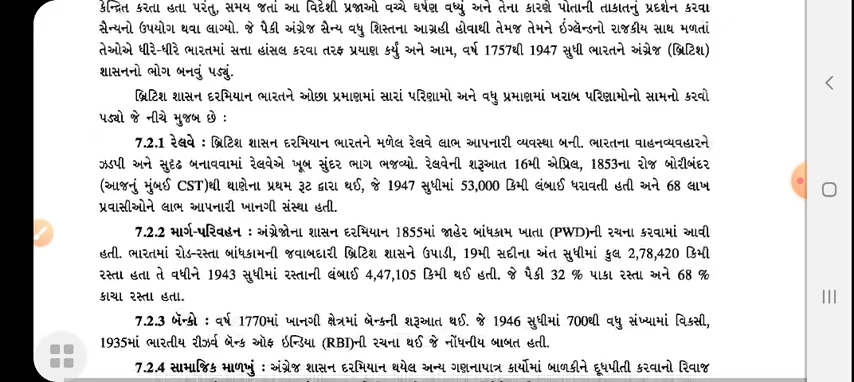 કેન્દ્રિત કરતા હતા પરંતુ, સમય જતાં આ વિદેશી પ્રજાઓ વચ્ચે ઘર્ષણ વધ્યું અને તેના કારણે પોતાની તાકાતનું પ્રદર્શન કરવા
સૈન્યનો ઉપયોગ થવા લાગ્યો. જે પૈકી અંગ્રેજ સૈન્ય વધુ શિસ્તના આગ્રહી હોવાથી તેમજ તેમને ઇંગ્લૅન્ડનો રાજકીય સાથ મળતાં
તેઓએ ધીરે-ધીરે ભારતમાં સત્તા હાંસલ કરવા તરફ પ્રયાણ કર્યું અને આમ, વર્ષ 1757થી 1947 સુધી ભારતને અંગ્રેજ (બ્રિટિશ)
શાસનનો ભોગ બનવું પડ્યું.
બ્રિટિશ શાસન દરમિયાન ભારતને ઓછા પ્રમાણમાં સારાં પરિણામો અને વધુ પ્રમાણમાં ખરાબ પરિણામોનો સામનો કરવો
પડ્યો જે નીચે મુજબ છે :
7.2.1 રેલવે : બ્રિટિશ શાસન દરમિયાન ભારતને મળેલ રેલવે લાભ આપનારી વ્યવસ્થા બની. ભારતના વાહનવ્યવહારને
ઝડપી અને સુદૃઢ બનાવવામાં રેલવેએ ખૂબ સુંદર ભાગ ભજવ્યો. રેલવેની શરૂઆત 16મી એપ્રિલ, 1853ના રોજ બોરીબંદર
(આજનું મુંબઈ CST)થી થાણેના પ્રથમ રૂટ દ્વારા થઈ, જે 1947 સુધીમાં 53,000 કિમી લંબાઈ ધરાવતી હતી અને 68 લાખ
પ્રવાસીઓને લાભ આપનારી ખાનગી સંસ્થા હતી.
7.2.2 માર્ગ-પરિવહન : અંગ્રેજોના શાસન દરમિયાન 1855માં જાહેર બાંધકામ ખાતા (PWD)ની રચના કરવામાં આવી
હતી. ભારતમાં રોડ-રસ્તા બાંધકામની જવાબદારી બ્રિટિશ શાસને ઉપાડી, 19મી સદીના અંત સુધીમાં કુલ 2,78,420 કિમી
રસ્તા હતા તે વધીને 1943 સુધીમાં રસ્તાની લંબાઈ 4,47,105 કિમી થઈ હતી. જે પૈકી 32 % પાકા રસ્તા અને 68 %
કાચા રસ્તા હતા.
7.2.3 બૅન્કો : વર્ષ 1770માં ખાનગી ક્ષેત્રમાં બૅન્કની શરૂઆત થઈ. જે 1946 સુધીમાં 700થી વધુ સંખ્યામાં વિકસી,
1935માં ભારતીય રીઝર્વ બૅન્ક ઑફ ઇન્ડિયા (RBI)ની રચના થઈ જે નોંધનીય બાબત હતી.
7.2.4 સામાજિક માળખું : અંગ્રેજ શાસન દરમિયાન થયેલ અન્ય ગણનાપાત્ર કાર્યોમાં બાળકીને દૂધપીતી કરવાનો રિવાજ